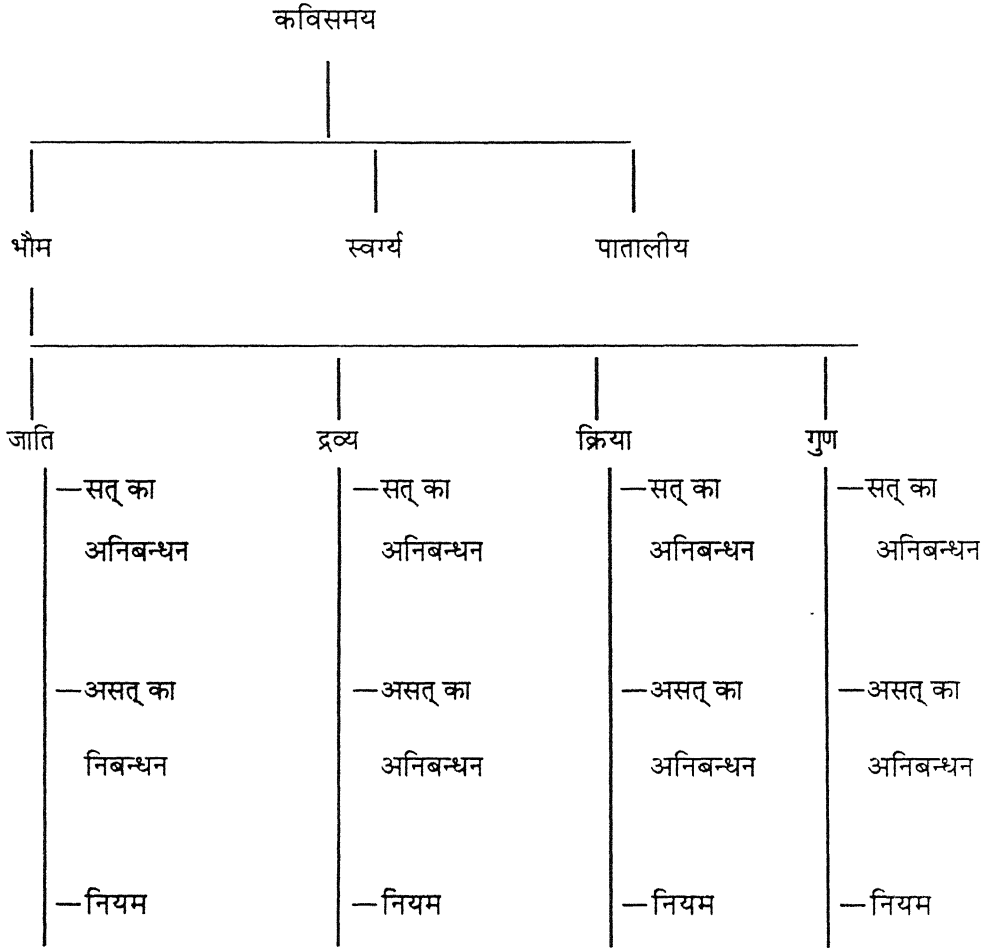 कविसमय
भौम स्वर्ग्य पातालीय
जाति द्रव्य क्रिया गुण
—सत् का —सत् का —सत् का —सत् का
अनिबन्धन अनिबन्धन अनिबन्धन अनिबन्धन
—असत् का —असत् का —असत् का —असत् का
निबन्धन अनिबन्धन अनिबन्धन अनिबन्धन
—नियम —नियम —नियम —नियम